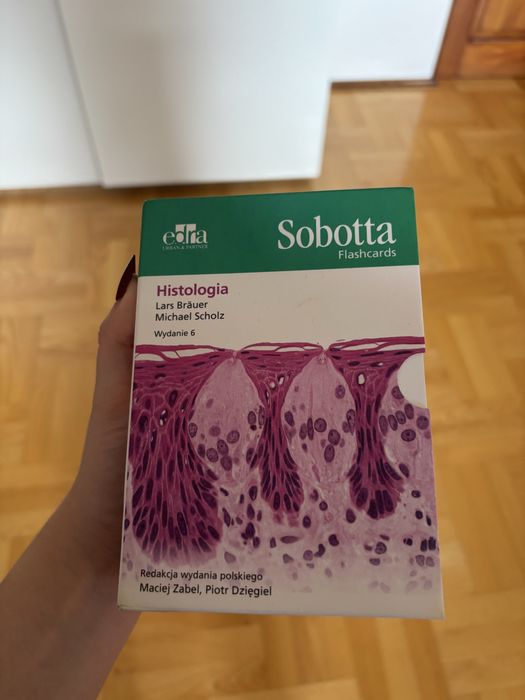 edra
URBAN & PARTNER
Sobotta
Flashcards
Histologia
Lars Bräuer
Michael Scholz
Wydanie 6
Redakcja wydania polskiego
Maciej Zabel, Piotr Dzięgiel